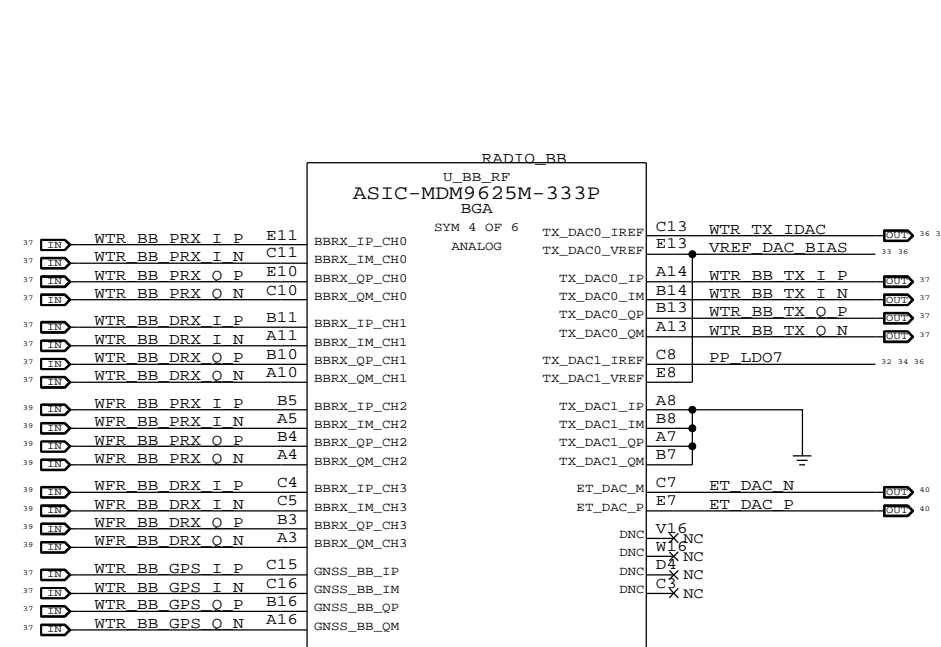 RADIO_BB
U_BB_RF
ASIC-MDM9625M-333P
BGA
SYM 4 OF 6
ANALOG
37 IN WTR_BB_PRX_I_P E11 BBRX_IP_CH0
37 IN WTR_BB_PRX_I_N C11 BBRX_IM_CH0
37 IN WTR_BB_PRX_Q_P E10 BBRX_QP_CH0
37 IN WTR_BB_PRX_Q_N C10 BBRX_QM_CH0
37 IN WTR_BB_DRX_I_P B11 BBRX_IP_CH1
37 IN WTR_BB_DRX_I_N A11 BBRX_IM_CH1
37 IN WTR_BB_DRX_Q_P B10 BBRX_QP_CH1
37 IN WTR_BB_DRX_Q_N A10 BBRX_QM_CH1
39 IN WFR_BB_PRX_I_P B5 BBRX_IP_CH2
39 IN WFR_BB_PRX_I_N A5 BBRX_IM_CH2
39 IN WFR_BB_PRX_Q_P B4 BBRX_QP_CH2
39 IN WFR_BB_PRX_Q_N A4 BBRX_QM_CH2
39 IN WFR_BB_DRX_I_P C4 BBRX_IP_CH3
39 IN WFR_BB_DRX_I_N C5 BBRX_IM_CH3
39 IN WFR_BB_DRX_Q_P B3 BBRX_QP_CH3
39 IN WFR_BB_DRX_Q_N A3 BBRX_QM_CH3
37 IN WTR_BB_GPS_I_P C15 GNSS_BB_IP
37 IN WTR_BB_GPS_I_N C16 GNSS_BB_IM
37 IN WTR_BB_GPS_Q_P B16 GNSS_BB_QP
37 IN WTR_BB_GPS_Q_N A16 GNSS_BB_QM
TX_DAC0_IREF C13 WTR_TX_IDAC OUT 36 3
TX_DAC0_VREF E13 VREF_DAC_BIAS 33 36
TX_DAC0_IP A14 WTR_BB_TX_I_P OUT 37
TX_DAC0_IM B14 WTR_BB_TX_I_N OUT 37
TX_DAC0_QP B13 WTR_BB_TX_Q_P OUT 37
TX_DAC0_QM A13 WTR_BB_TX_Q_N OUT 37
TX_DAC1_IREF C8 PP_LDO7 32 34 36
TX_DAC1_VREF E8
TX_DAC1_IP A8
TX_DAC1_IM B8
TX_DAC1_QP A7
TX_DAC1_QM B7
ET_DAC_M C7 ET_DAC_N OUT 40
ET_DAC_P E7 ET_DAC_P OUT 40
DNC V16 NC
DNC W16 NC
DNC D4 NC
DNC C3 NC